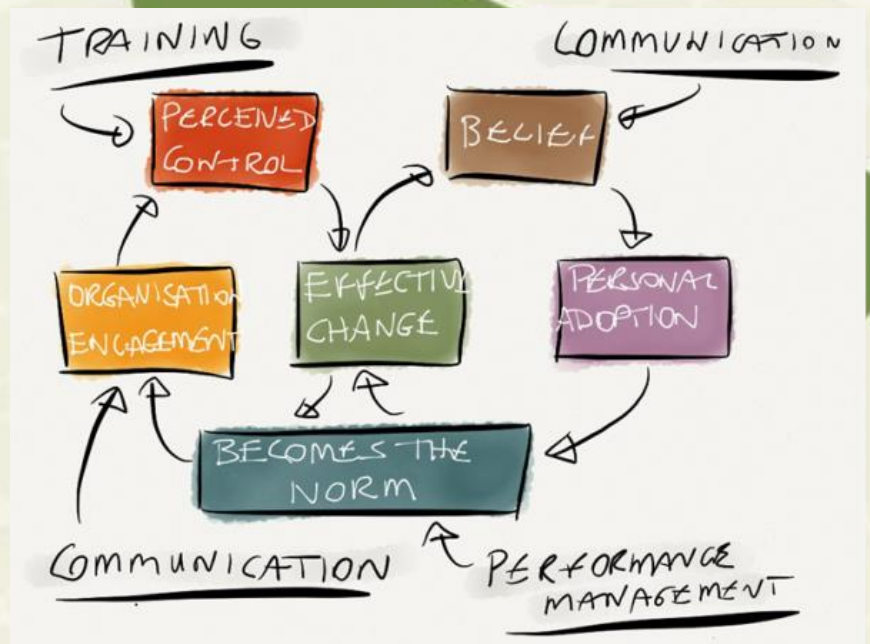 TRAINING
COMMUNICATION
PERCEIVED
CONTROL
BELIEF
ORGANISATION
ENGAGEMENT
EFFECTIVE
CHANGE
PERSONAL
ADOPTION
BECOMES THE
NORM
COMMUNICATION
PERFORMANCE
MANAGEMENT